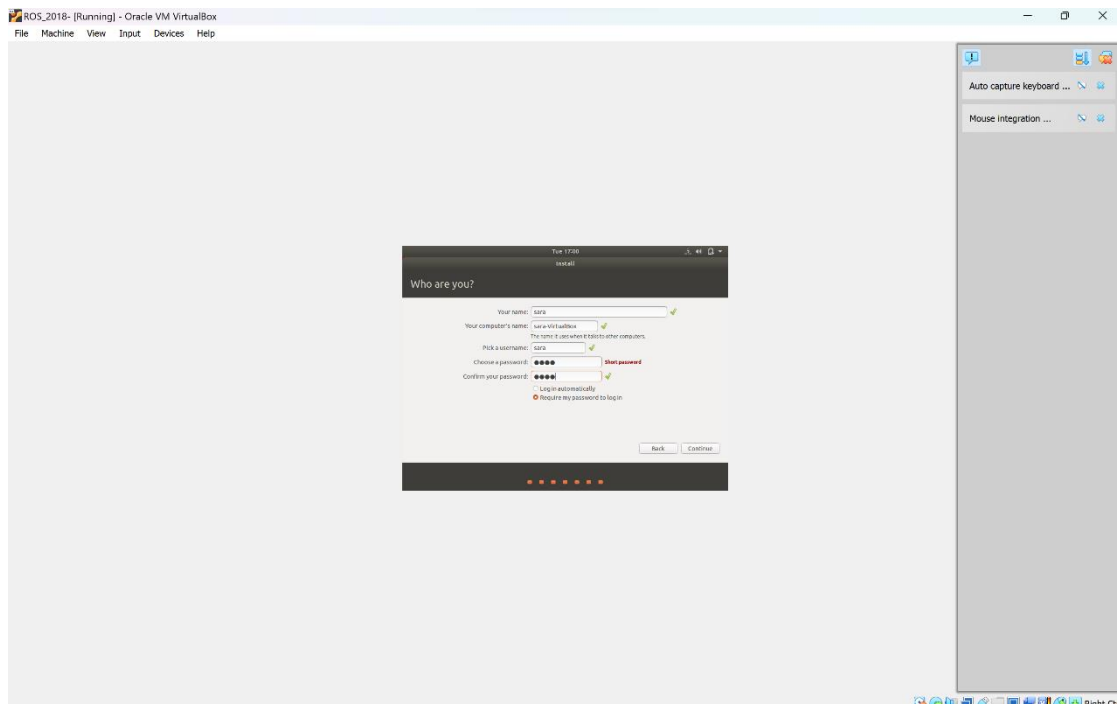 ROS_2018- [Running] - Oracle VM VirtualBox
File Machine View Input Devices Help
Auto capture keyboard ...
Mouse integration ...
Tue 17:00
Install
Who are you?
Your name: sara
Your computer's name: sara-VirtualBox
The name it uses when it talks to other computers.
Pick a username: sara
Choose a password: ●●●● Short password
Confirm your password: ●●●●
Log in automatically
Require my password to log in
Back Continue
Right